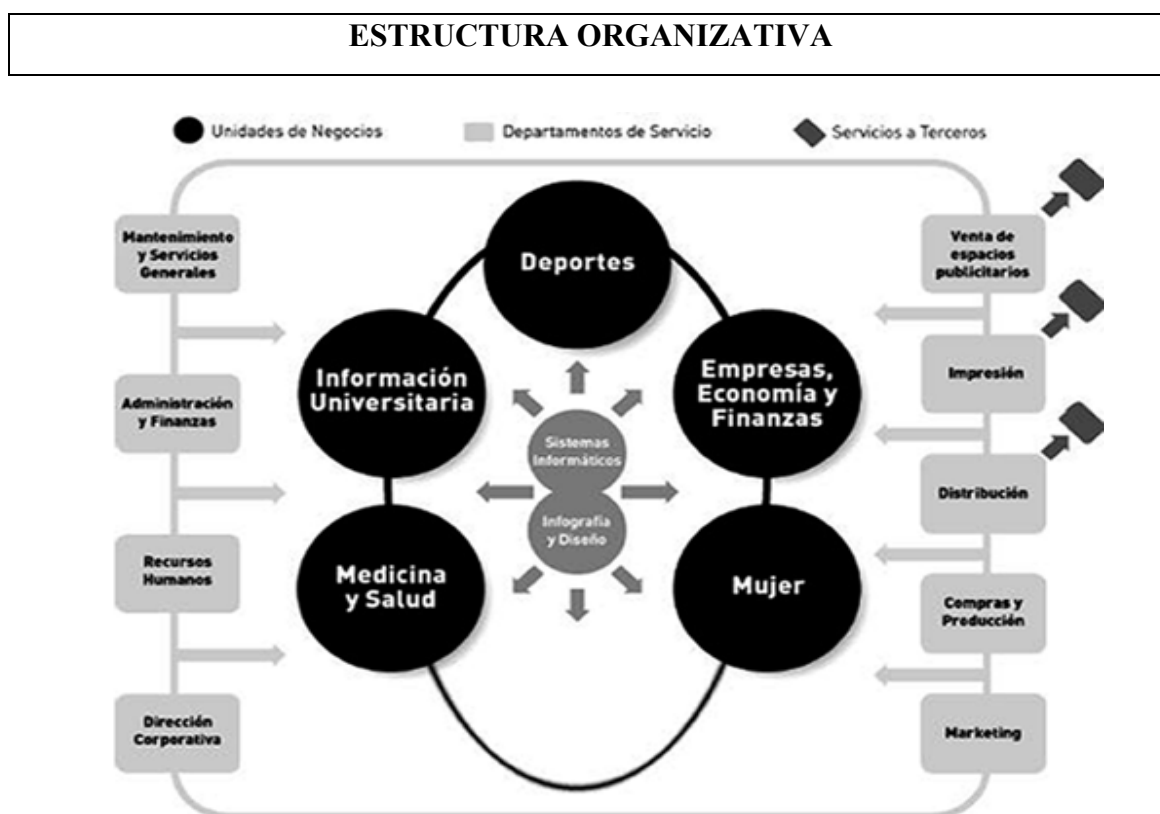 ESTRUCTURA ORGANIZATIVA
Unidades de Negocios
Departamentos de Servicio
Servicios a Terceros
Mantenimiento
y Servicios
Generales
Administración
y Finanzas
Recursos
Humanos
Dirección
Corporativa
Deportes
Información
Universitaria
Empresas,
Economía y
Finanzas
Sistemas
Informáticos
Infografía
y Diseño
Medicina
y Salud
Mujer
Venta de
espacios
publicitarios
Impresión
Distribución
Compras y
Producción
Marketing